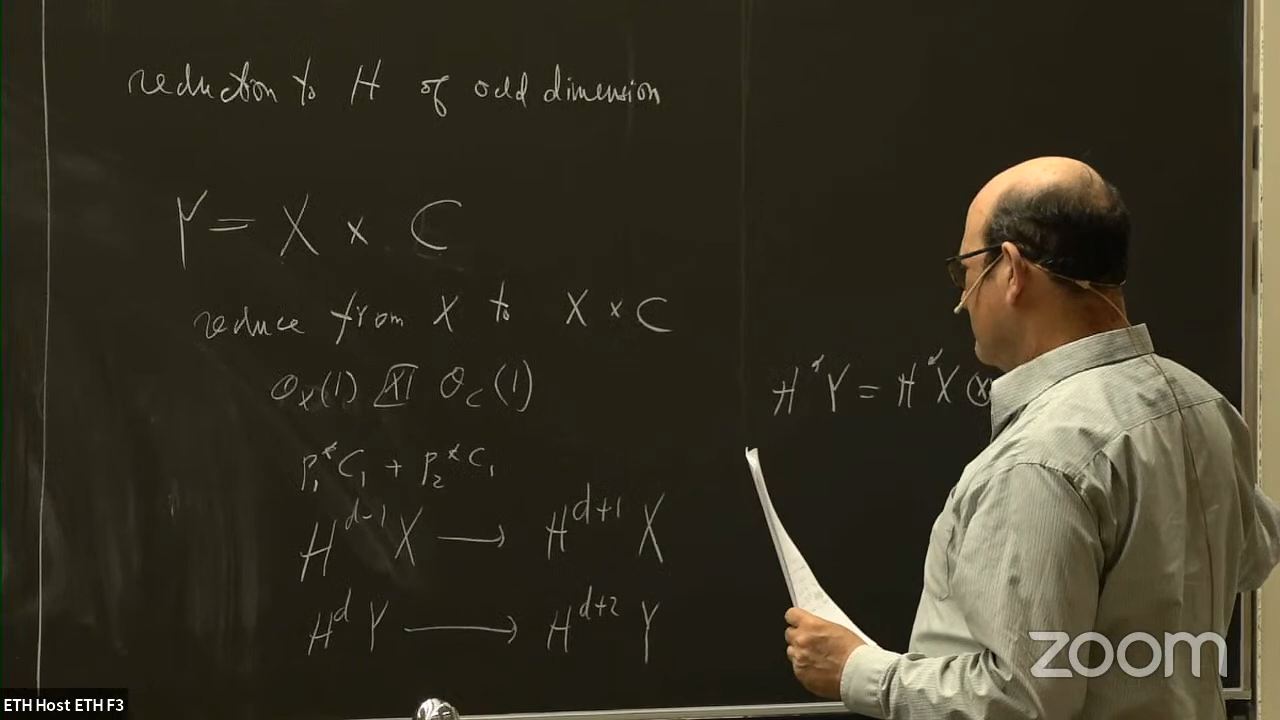 reduction to H of odd dimension
Y = X × C
reduce from X to X × C
O_X(1) ⊠ O_C(1)
p_1^* c_1 + p_2^* c_1
H^{d-1} X → H^{d+1} X
H^d Y → H^{d+2} Y
H^* Y = H^* X ⊗
zoom
ETH Host ETH F3